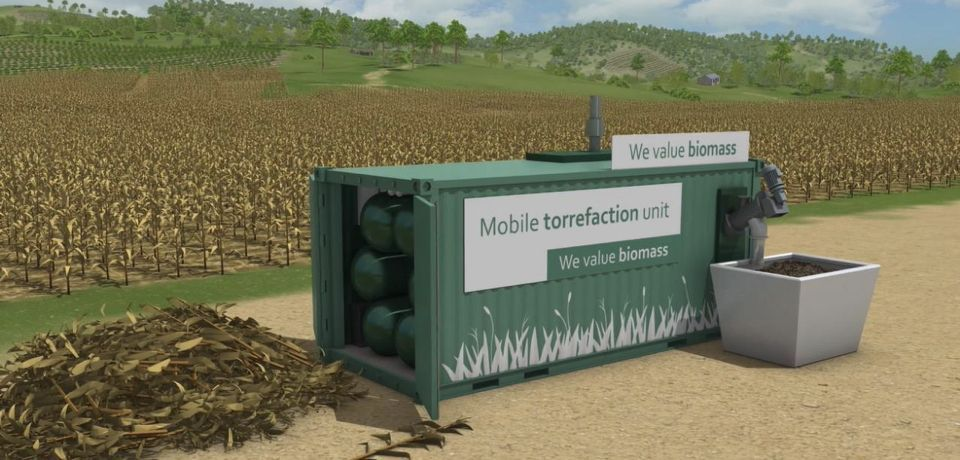 We value biomass
Mobile torrefaction unit
We value biomass